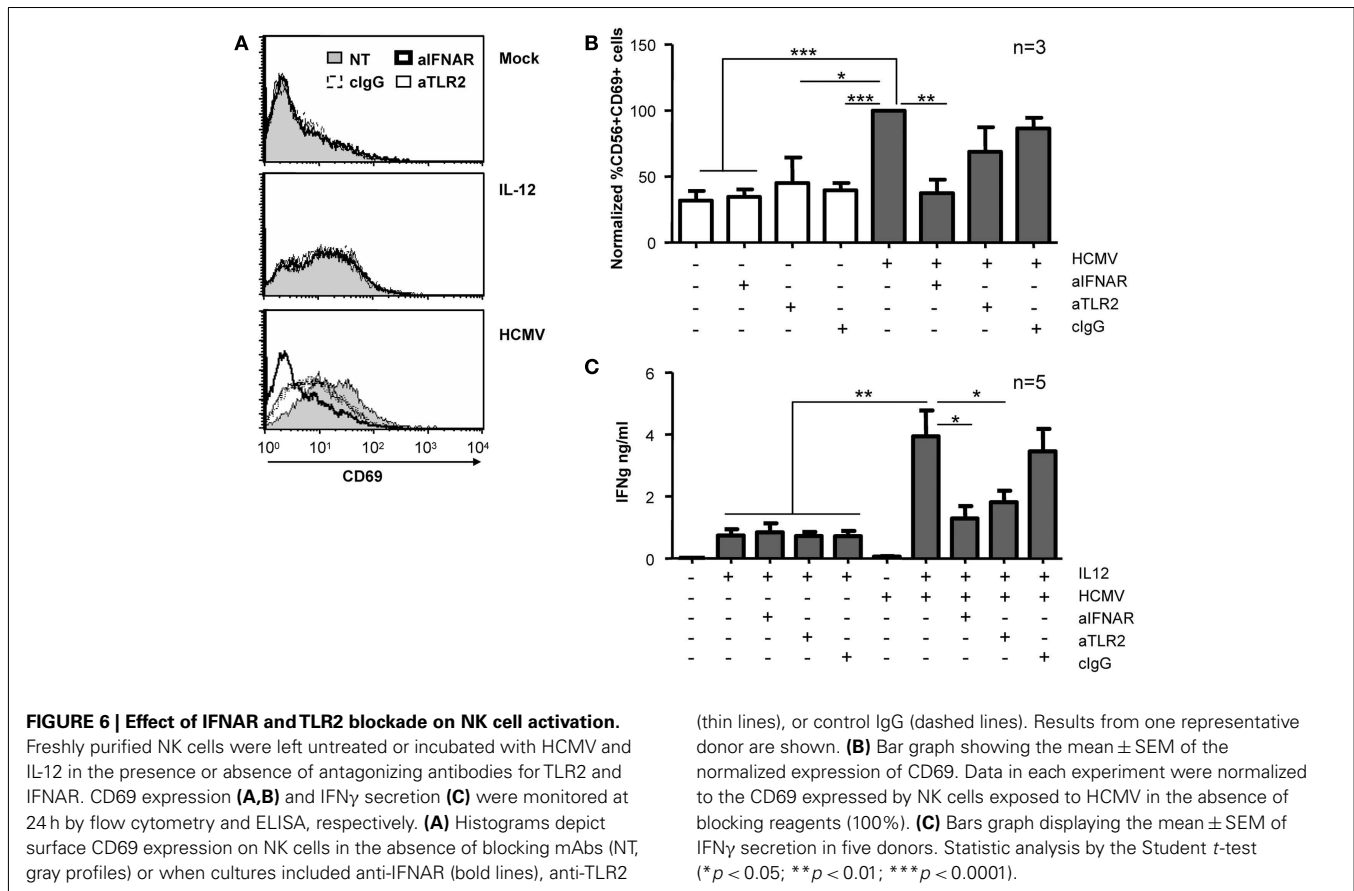 A
NT
aIFNAR
cIgG
aTLR2
Mock
IL-12
HCMV
10⁰ 10¹ 10² 10³ 10⁴
CD69
B
n=3
Normalized %CD56+CD69+ cells
150
100
50
0
***
*
***
**
- - - - + + + + HCMV
- + - - - + - - aIFNAR
- - + - - - + - aTLR2
- - - + - - - + cIgG
C
n=5
IFNg ng/ml
6
4
2
0
**
*
*
- + + + + - + + + + IL12
- - - - - + + + + + HCMV
- - + - - - - + - - aIFNAR
- - - + - - - - + - aTLR2
- - - - + - - - - + cIgG
FIGURE 6 | Effect of IFNAR and TLR2 blockade on NK cell activation.
Freshly purified NK cells were left untreated or incubated with HCMV and
IL-12 in the presence or absence of antagonizing antibodies for TLR2 and
IFNAR. CD69 expression (A,B) and IFNγ secretion (C) were monitored at
24 h by flow cytometry and ELISA, respectively. (A) Histograms depict
surface CD69 expression on NK cells in the absence of blocking mAbs (NT,
gray profiles) or when cultures included anti-IFNAR (bold lines), anti-TLR2
(thin lines), or control IgG (dashed lines). Results from one representative
donor are shown. (B) Bar graph showing the mean ± SEM of the
normalized expression of CD69. Data in each experiment were normalized
to the CD69 expressed by NK cells exposed to HCMV in the absence of
blocking reagents (100%). (C) Bars graph displaying the mean ± SEM of
IFNγ secretion in five donors. Statistic analysis by the Student t-test
(*p < 0.05; **p < 0.01; ***p < 0.0001).